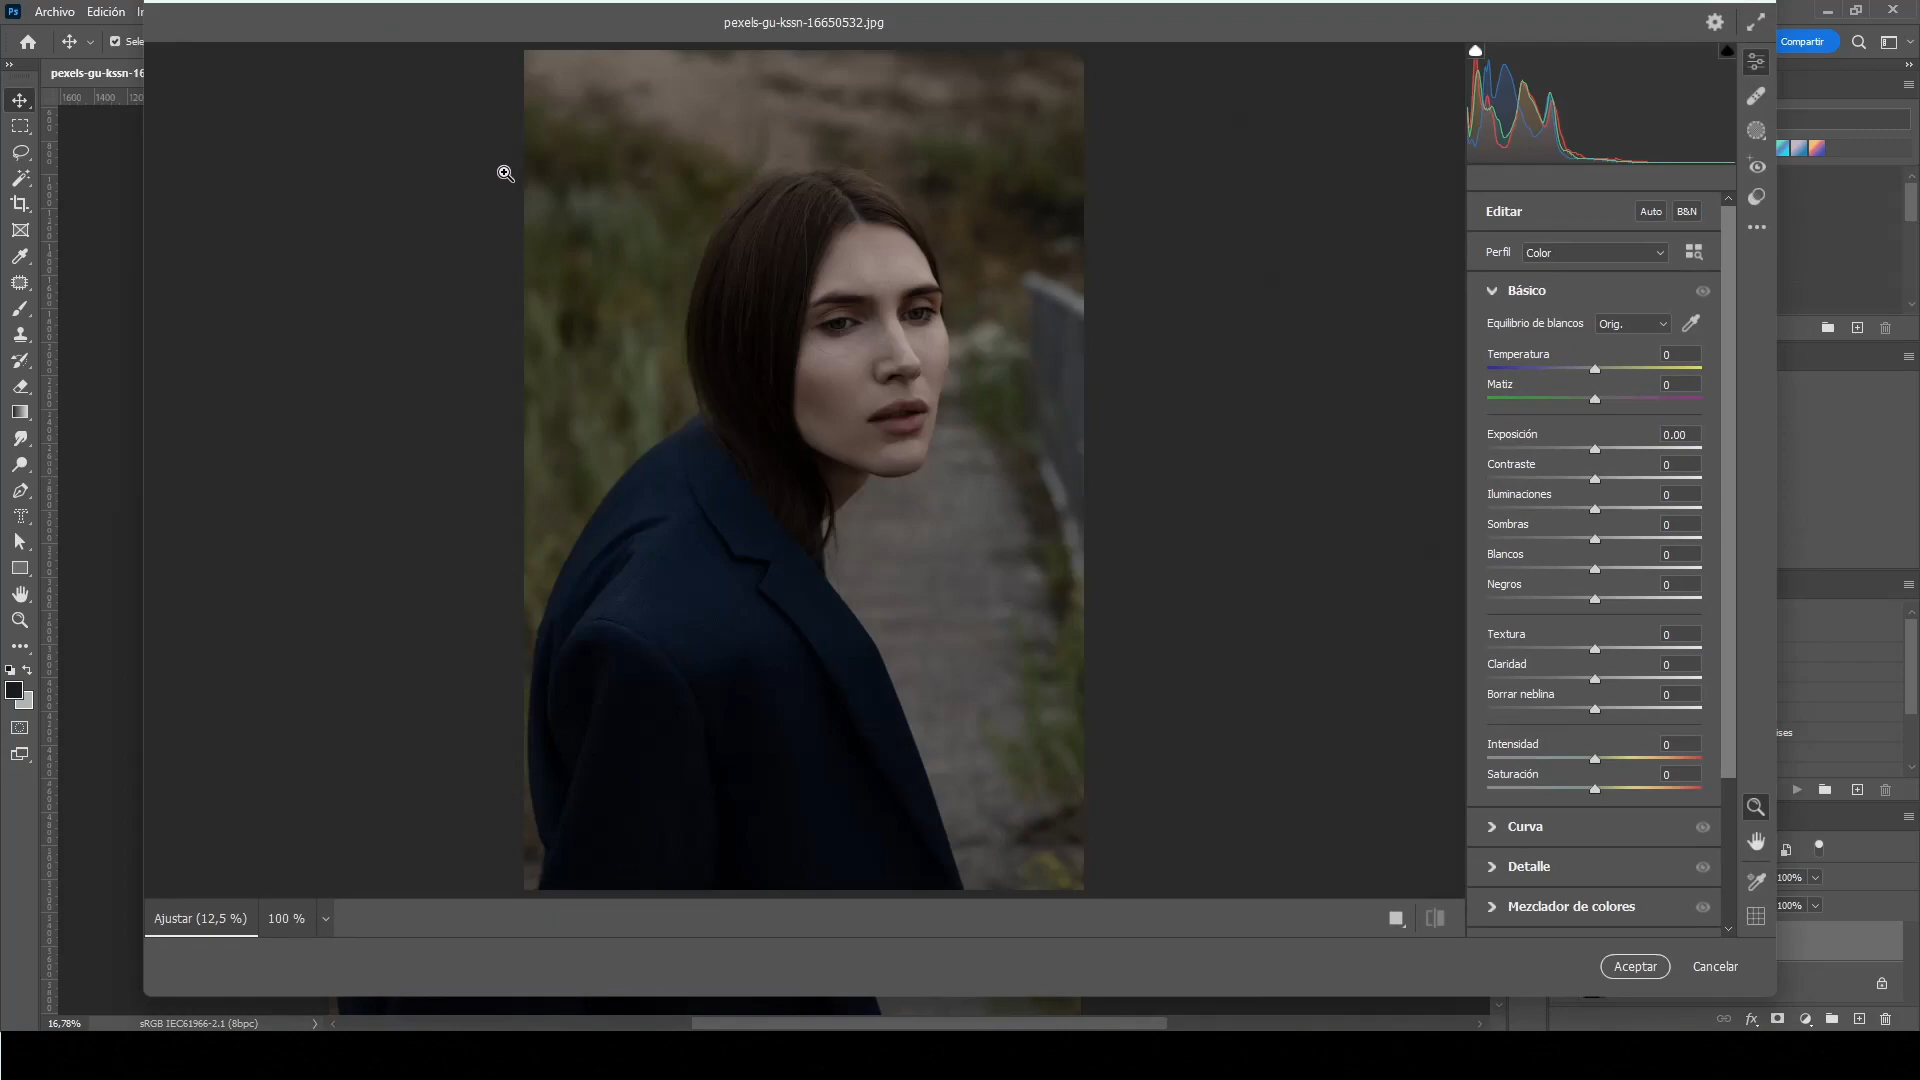 Ps Archivo Edición
pexels-gu-kssn-16650532.jpg
Compartir
pexels-gu-kssn-16
1600 1400
Editar Auto B&N
Perfil Color
Básico
Equilibrio de blancos Orig.
Temperatura 0
Matiz 0
Exposición 0.00
Contraste 0
Iluminaciones 0
Sombras 0
Blancos 0
Negros 0
Textura 0
Claridad 0
Borrar neblina 0
Intensidad 0
Saturación 0
Curva
Detalle
Mezclador de colores
100%
100%
Ajustar (12,5 %) 100 %
Aceptar Cancelar
16,78% sRGB IEC61966-2.1 (8bpc)
fx